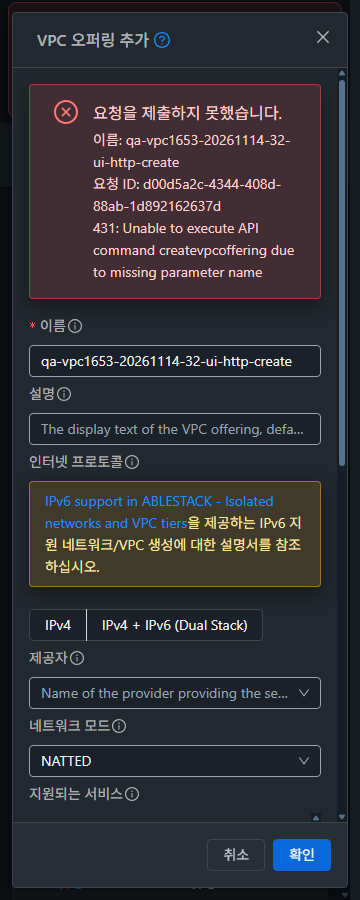 VPC 오퍼링 추가
요청을 제출하지 못했습니다.
이름: qa-vpc1653-20261114-32-
ui-http-create
요청 ID: d00d5a2c-4344-408d-
88ab-1d892162637d
431: Unable to execute API
command createvpcoffering due
to missing parameter name
* 이름
qa-vpc1653-20261114-32-ui-http-create
설명
The display text of the VPC offering, defa...
인터넷 프로토콜
IPv6 support in ABLESTACK - Isolated
networks and VPC tiers을 제공하는 IPv6 지
원 네트워크/VPC 생성에 대한 설명서를 참조
하십시오.
IPv4 IPv4 + IPv6 (Dual Stack)
제공자
Name of the provider providing the se...
네트워크 모드
NATTED
지원되는 서비스
취소 확인